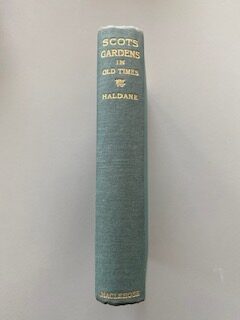 SCOTS
GARDENS
IN
OLD TIMES
HALDANE
MACLEHOSE